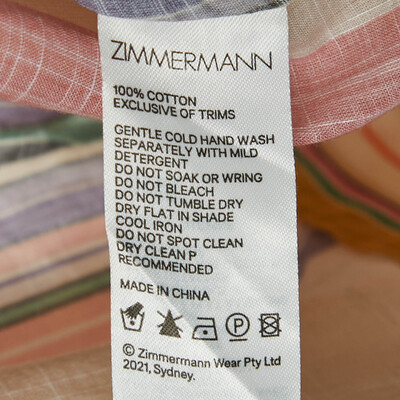 ZIMMERMANN
100% COTTON
EXCLUSIVE OF TRIMS
GENTLE COLD HAND WASH
SEPARATELY WITH MILD
DETERGENT
DO NOT SOAK OR WRING
DO NOT BLEACH
DO NOT TUMBLE DRY
DRY FLAT IN SHADE
COOL IRON
DO NOT SPOT CLEAN
DRY CLEAN P
RECOMMENDED
MADE IN CHINA
P
© Zimmermann Wear Pty Ltd
2021, Sydney.